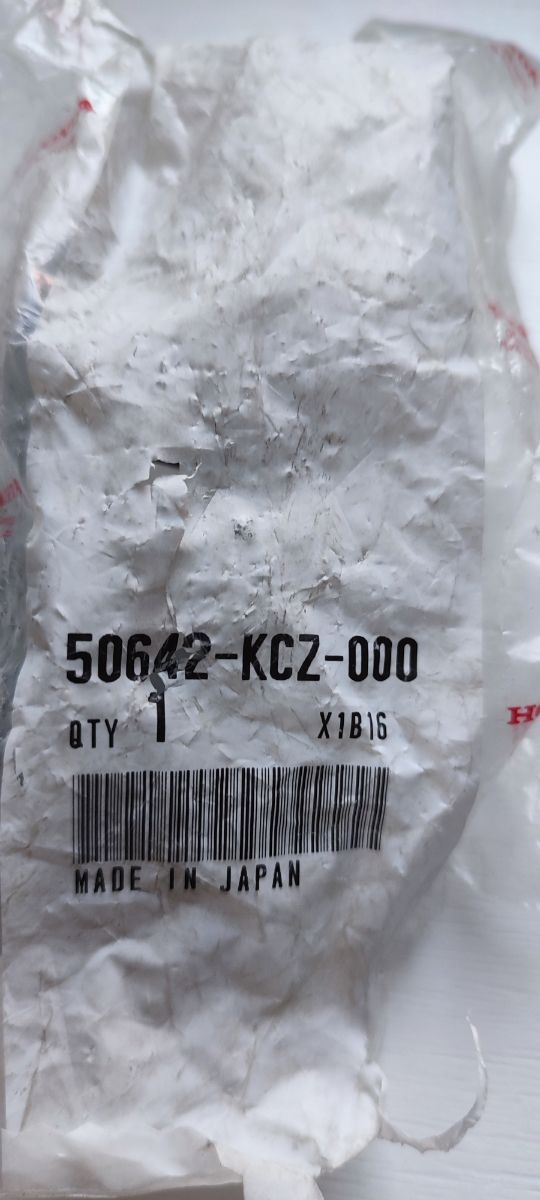 50642-KCZ-000
QTY 1 X1B16
MADE IN JAPAN